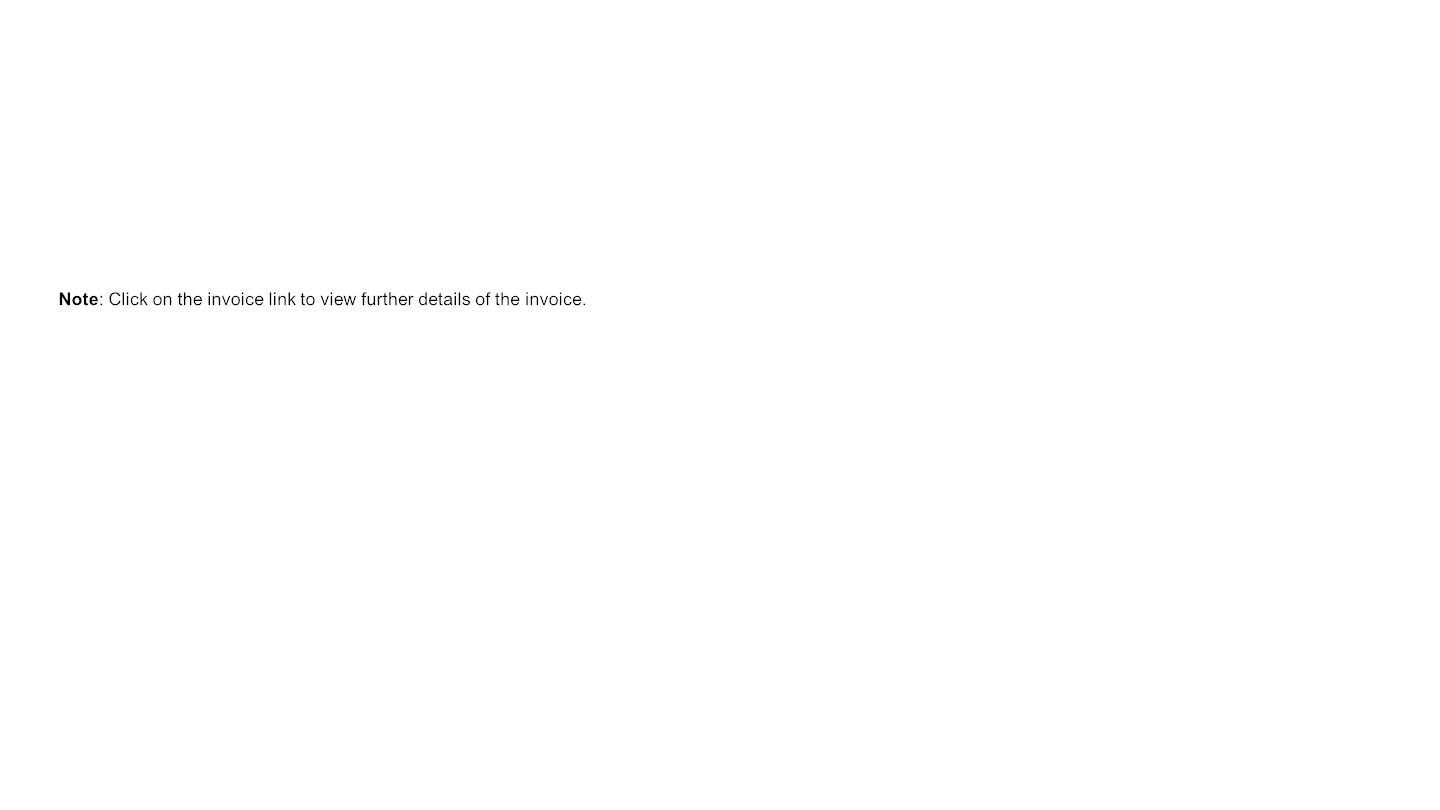 Note: Click on the invoice link to view further details of the invoice.